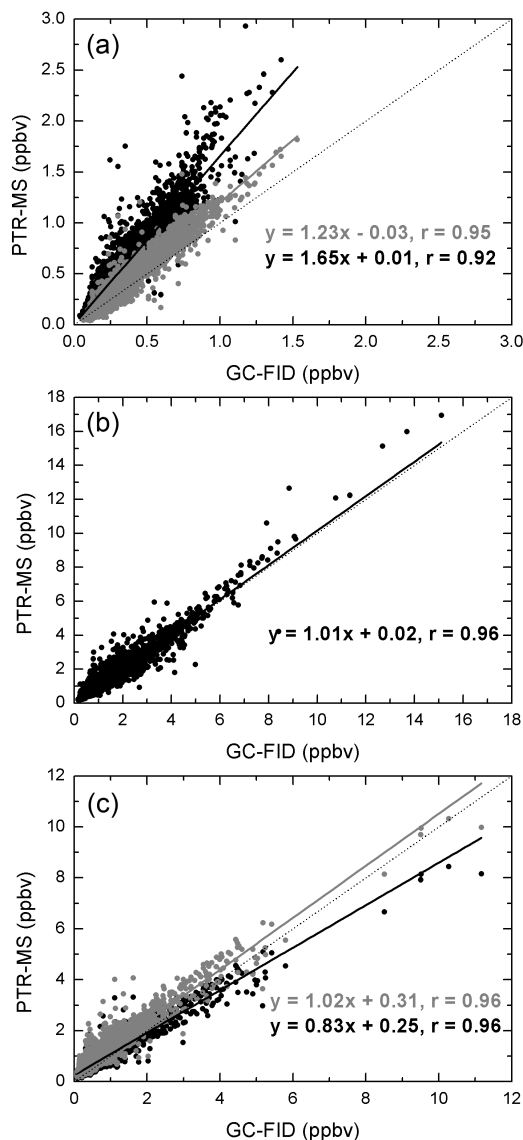 (a)
3.0
2.5
2.0
1.5
1.0
0.5
0.0
PTR-MS (ppbv)
y = 1.23x - 0.03, r = 0.95
y = 1.65x + 0.01, r = 0.92
0.0 0.5 1.0 1.5 2.0 2.5 3.0
GC-FID (ppbv)
(b)
18
16
14
12
10
8
6
4
2
0
PTR-MS (ppbv)
y = 1.01x + 0.02, r = 0.96
0 2 4 6 8 10 12 14 16 18
GC-FID (ppbv)
(c)
12
10
8
6
4
2
0
PTR-MS (ppbv)
y = 1.02x + 0.31, r = 0.96
y = 0.83x + 0.25, r = 0.96
0 2 4 6 8 10 12
GC-FID (ppbv)